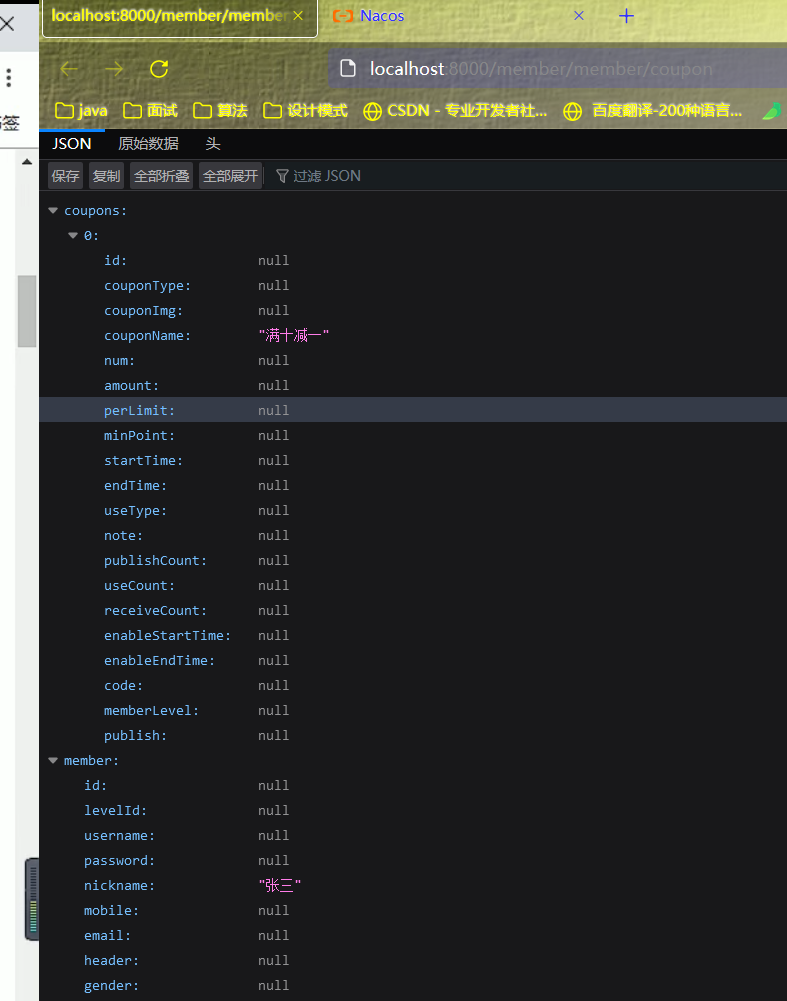 localhost:8000/member/membe
Nacos
localhost:8000/member/member/coupon
java
面试
算法
设计模式
CSDN - 专业开发者社...
百度翻译-200种语言...
签
JSON
原始数据
头
保存
复制
全部折叠
全部展开
过滤 JSON
coupons:
0:
id: null
couponType: null
couponImg: null
couponName: "满十减一"
num: null
amount: null
perLimit: null
minPoint: null
startTime: null
endTime: null
useType: null
note: null
publishCount: null
useCount: null
receiveCount: null
enableStartTime: null
enableEndTime: null
code: null
memberLevel: null
publish: null
member:
id: null
levelId: null
username: null
password: null
nickname: "张三"
mobile: null
email: null
header: null
gender: null